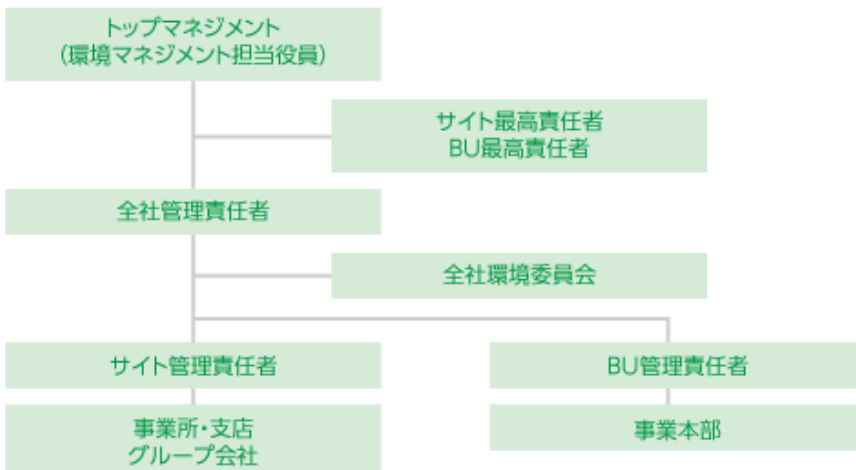 トップマネジメント
(環境マネジメント担当役員)
サイト最高責任者
BU最高責任者
全社管理責任者
全社環境委員会
サイト管理責任者
BU管理責任者
事業所・支店
グループ会社
事業本部